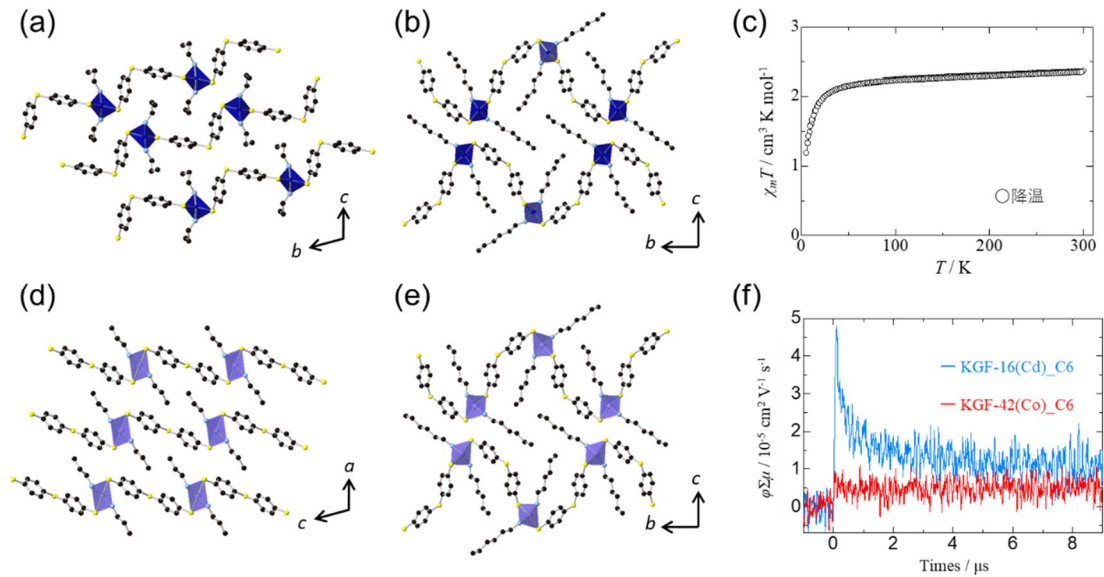 (a)
c
b
(b)
c
b
(c)
3
2
1
0
χmT / cm³ K mol⁻¹
○降温
0 100 200 300
T / K
(d)
a
c
(e)
c
b
(f)
5
4
3
2
1
0
φΣμ / 10⁻⁵ cm² V⁻¹ s⁻¹
KGF-16(Cd)_C6
KGF-42(Co)_C6
0 2 4 6 8
Times / μs